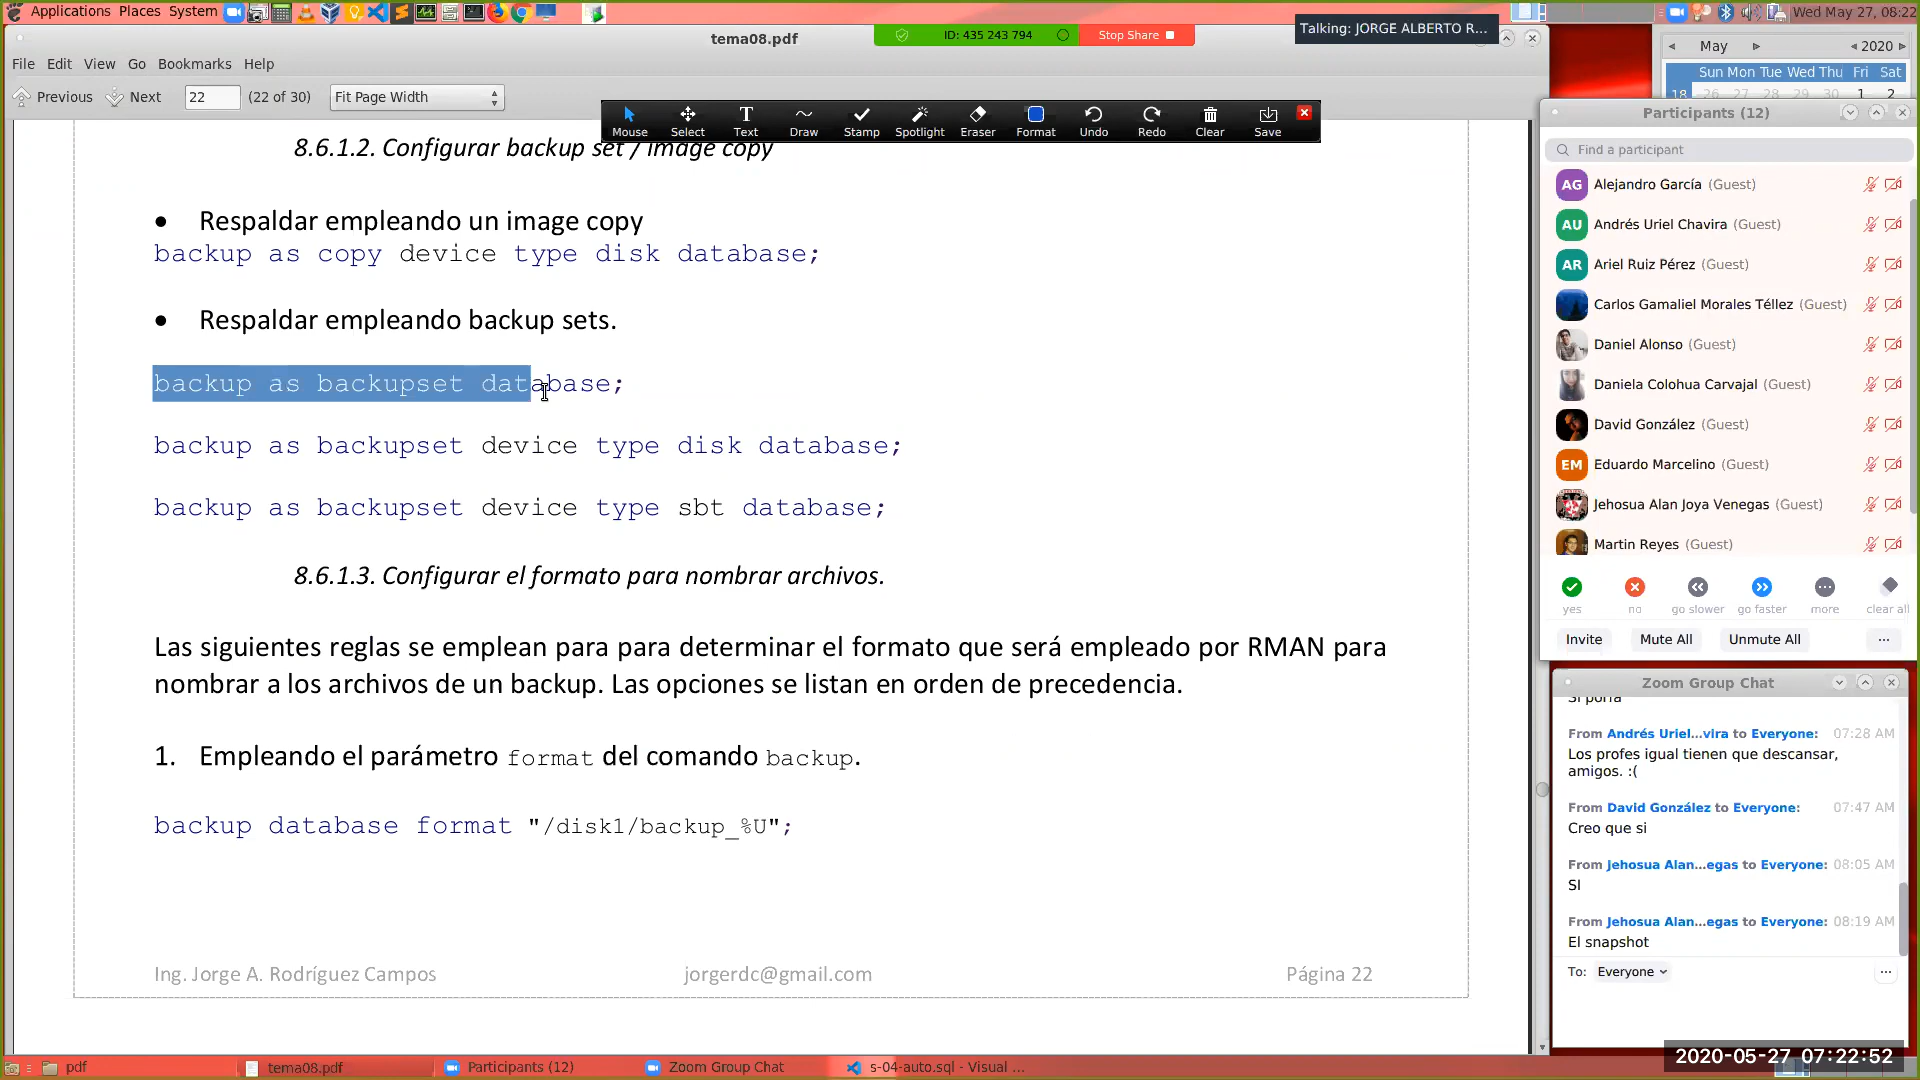 Applications Places System
Wed May 27, 08:22
tema08.pdf
ID: 435 243 794
Stop Share
Talking: JORGE ALBERTO R...
File Edit View Go Bookmarks Help
Previous Next 22 (22 of 30) Fit Page Width
Mouse Select Text Draw Stamp Spotlight Eraser Format Undo Redo Clear Save
8.6.1.2. Configurar backup set / image copy
• Respaldar empleando un image copy
backup as copy device type disk database;
• Respaldar empleando backup sets.
backup as backupset database;
backup as backupset device type disk database;
backup as backupset device type sbt database;
8.6.1.3. Configurar el formato para nombrar archivos.
Las siguientes reglas se emplean para para determinar el formato que será empleado por RMAN para
nombrar a los archivos de un backup. Las opciones se listan en orden de precedencia.
1. Empleando el parámetro format del comando backup.
backup database format "/disk1/backup_%U";
Ing. Jorge A. Rodríguez Campos jorgerdc@gmail.com Página 22
May 2020
Sun Mon Tue Wed Thu Fri Sat
18 26 27 28 29 30 1 2
Participants (12)
Find a participant
AG Alejandro García (Guest)
AU Andrés Uriel Chavira (Guest)
AR Ariel Ruiz Pérez (Guest)
Carlos Gamaliel Morales Téllez (Guest)
Daniel Alonso (Guest)
Daniela Colohua Carvajal (Guest)
David González (Guest)
EM Eduardo Marcelino (Guest)
Jehosua Alan Joya Venegas (Guest)
Martin Reyes (Guest)
yes no go slower go faster more clear all
Invite Mute All Unmute All ...
Zoom Group Chat
Si porfa
From Andrés Uriel...vira to Everyone: 07:28 AM
Los profes igual tienen que descansar,
amigos. :(
From David González to Everyone: 07:47 AM
Creo que si
From Jehosua Alan...egas to Everyone: 08:05 AM
SI
From Jehosua Alan...egas to Everyone: 08:19 AM
El snapshot
To: Everyone
...
2020-05-27 07:22:52
pdf
tema08.pdf
Participants (12)
Zoom Group Chat
s-04-auto.sql - Visual ...